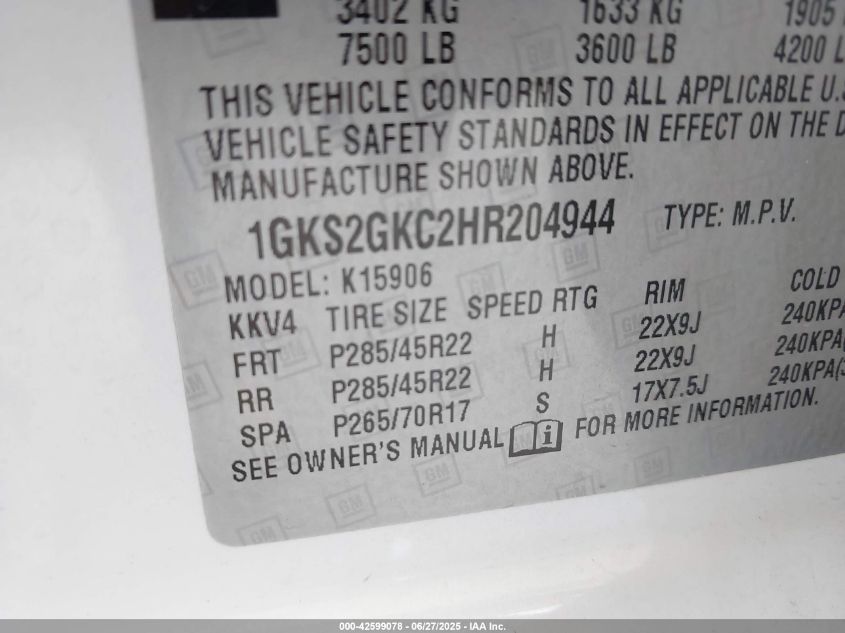 3402 KG 1633 KG 1905
7500 LB 3600 LB 4200 L
THIS VEHICLE CONFORMS TO ALL APPLICABLE U.S
VEHICLE SAFETY STANDARDS IN EFFECT ON THE D
MANUFACTURE SHOWN ABOVE.
1GKS2GKC2HR204944 TYPE: M.P.V.
MODEL: K15906
KKV4 TIRE SIZE SPEED RTG RIM COLD
FRT P285/45R22 H 22X9J 240KPA
RR P285/45R22 H 22X9J 240KPA(
SPA P265/70R17 S 17X7.5J 240KPA(3
SEE OWNER'S MANUAL i FOR MORE INFORMATION.
000-42599078 - 06/27/2025 - IAA Inc.